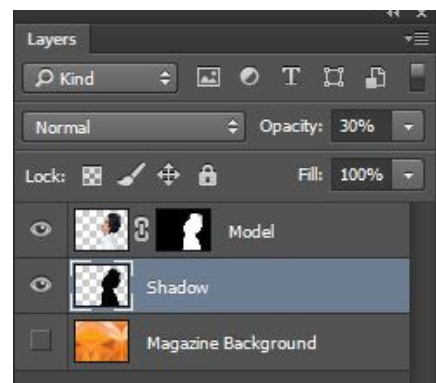 Layers
Kind
Normal Opacity: 30%
Lock: Fill: 100%
Model
Shadow
Magazine Background